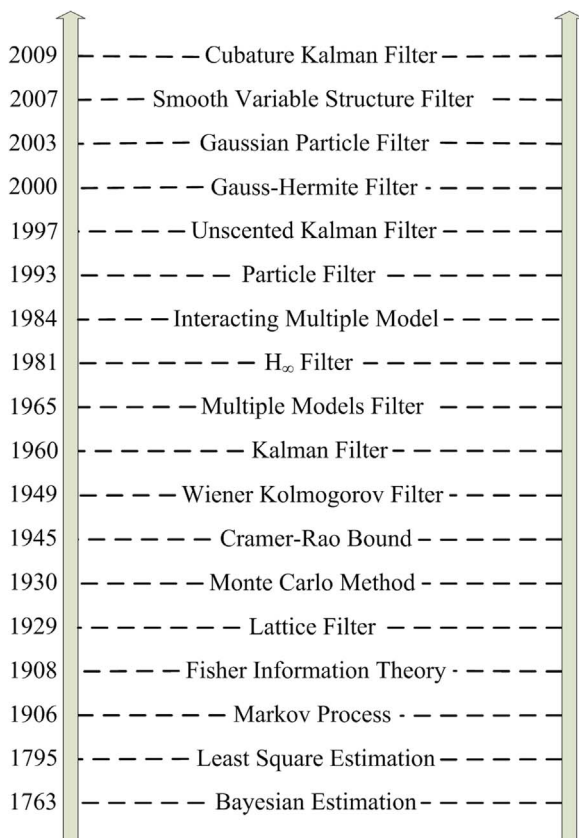 2009 Cubature Kalman Filter
2007 Smooth Variable Structure Filter
2003 Gaussian Particle Filter
2000 Gauss-Hermite Filter
1997 Unscented Kalman Filter
1993 Particle Filter
1984 Interacting Multiple Model
1981 H∞ Filter
1965 Multiple Models Filter
1960 Kalman Filter
1949 Wiener Kolmogorov Filter
1945 Cramer-Rao Bound
1930 Monte Carlo Method
1929 Lattice Filter
1908 Fisher Information Theory
1906 Markov Process
1795 Least Square Estimation
1763 Bayesian Estimation